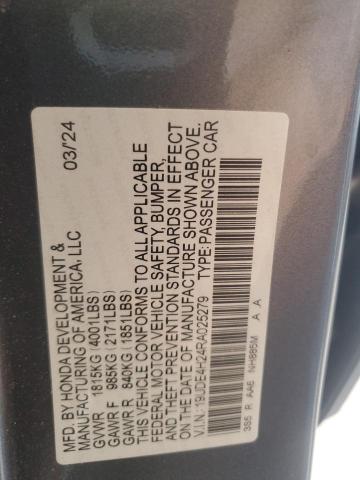 MFD. BY HONDA DEVELOPMENT & 03/24
MANUFACTURING OF AMERICA, LLC
GVWR 1815KG (4001LBS)
GAWR F 985KG (2171LBS)
GAWR R 840KG (1851LBS)
THIS VEHICLE CONFORMS TO ALL APPLICABLE
FEDERAL MOTOR VEHICLE SAFETY, BUMPER,
AND THEFT PREVENTION STANDARDS IN EFFECT
ON THE DATE OF MANUFACTURE SHOWN ABOVE.
V.I.N.: 19UDE4H24RA025279 TYPE: PASSENGER CAR
3S5 R AA6 NH885M A A